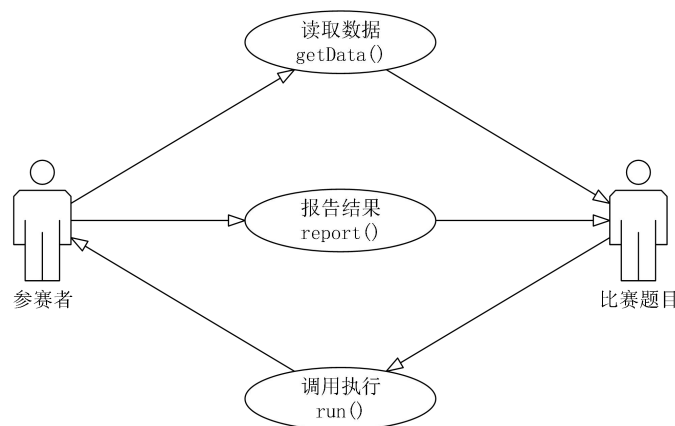 读取数据
getData()
报告结果
report()
参赛者
比赛题目
调用执行
run()